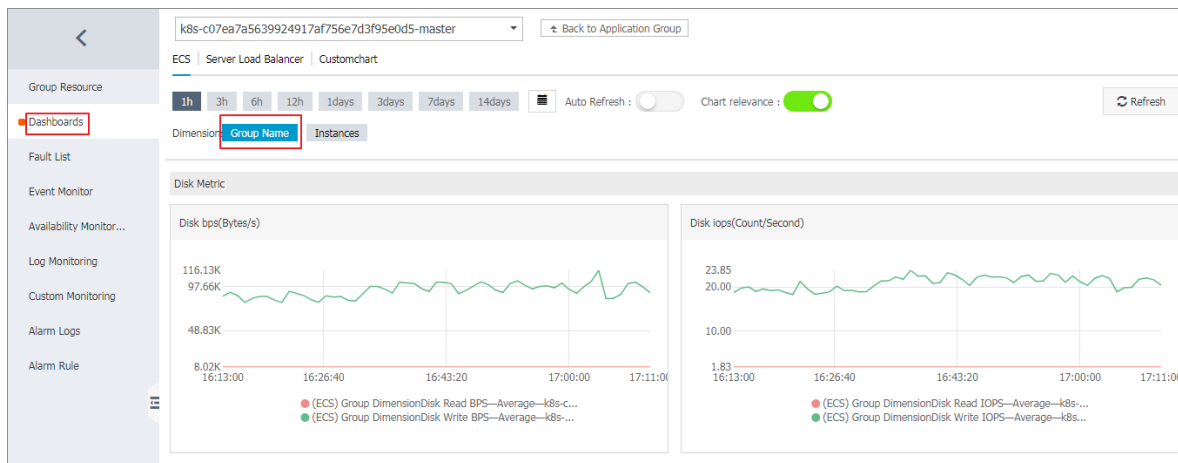 k8s-c07ea7a5639924917af756e7d3f95e0d5-master
Back to Application Group
ECS Server Load Balancer Customchart
Group Resource
Dashboards
Fault List
Event Monitor
Availability Monitor...
Log Monitoring
Custom Monitoring
Alarm Logs
Alarm Rule
1h 3h 6h 12h 1days 3days 7days 14days Auto Refresh : Chart relevance : Refresh
Dimension Group Name Instances
Disk Metric
Disk bps(Bytes/s)
116.13K
97.66K
48.83K
8.02K
16:13:00 16:26:40 16:43:20 17:00:00 17:11:0
(ECS) Group DimensionDisk Read BPS—Average—k8s-c...
(ECS) Group DimensionDisk Write BPS—Average—k8s-...
Disk iops(Count/Second)
23.85
20.00
10.00
1.83
16:13:00 16:26:40 16:43:20 17:00:00 17:11:0
(ECS) Group DimensionDisk Read IOPS—Average—k8s-...
(ECS) Group DimensionDisk Write IOPS—Average—k8s...